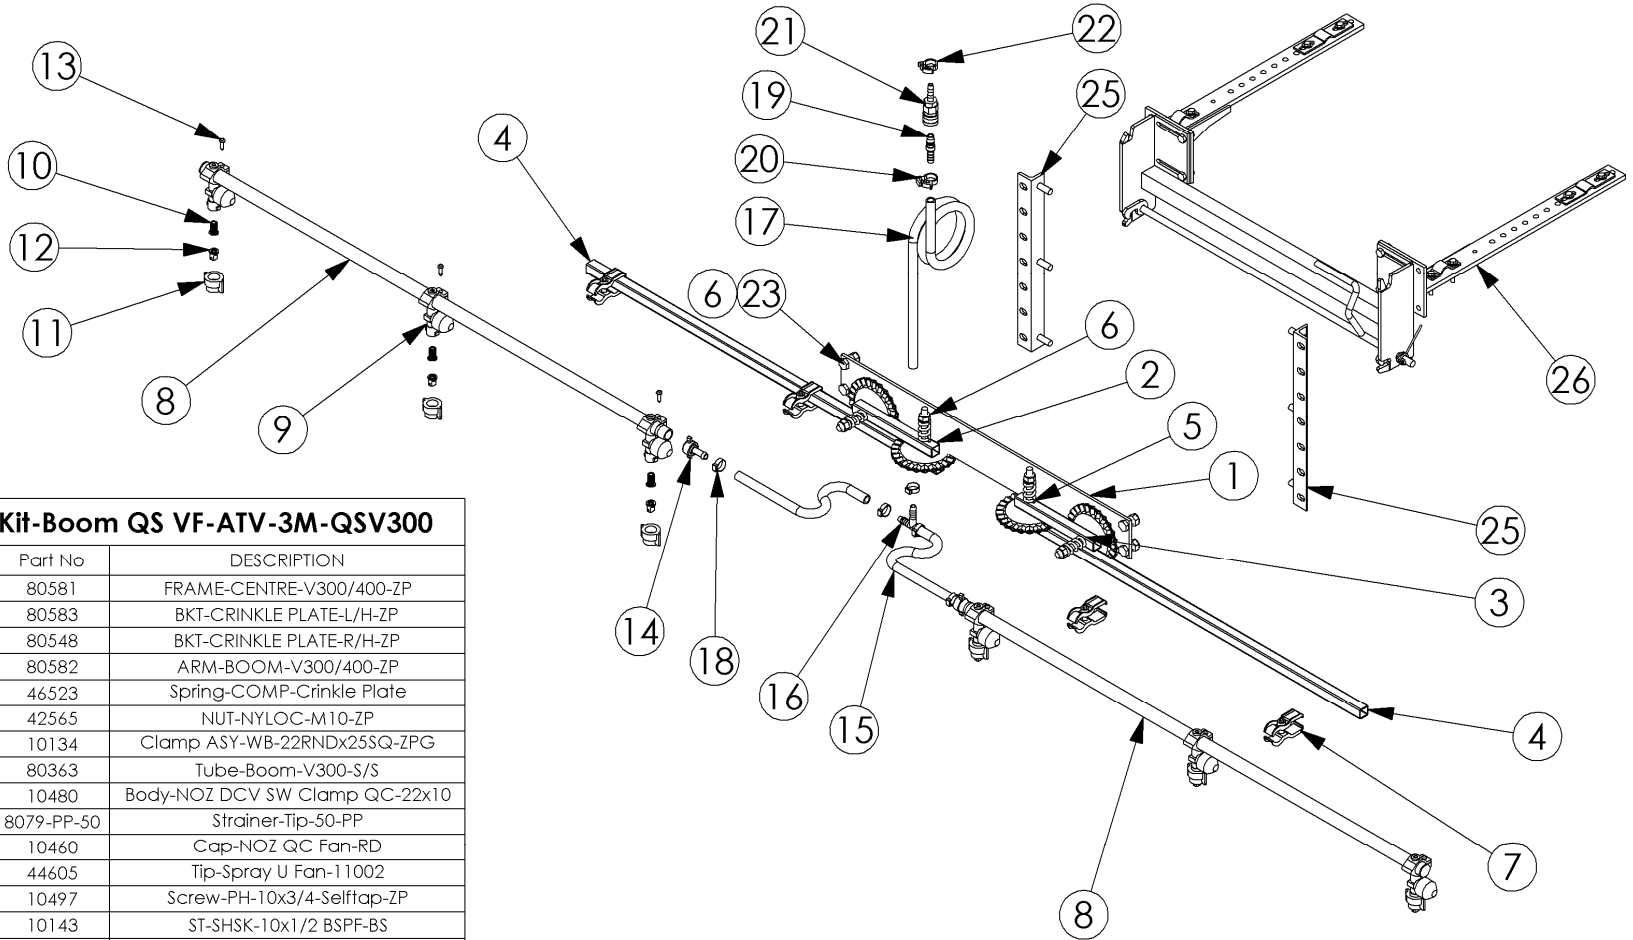 13
10
12
11
8
9
4
21
22
19
25
20
17
6
23
6
2
5
1
26
25
3
14
18
16
15
4
7
8
Kit-Boom QS VF-ATV-3M-QSV300
Part No DESCRIPTION
80581 FRAME-CENTRE-V300/400-ZP
80583 BKT-CRINKLE PLATE-L/H-ZP
80548 BKT-CRINKLE PLATE-R/H-ZP
80582 ARM-BOOM-V300/400-ZP
46523 Spring-COMP-Crinkle Plate
42565 NUT-NYLOC-M10-ZP
10134 Clamp ASY-WB-22RNDx25SQ-ZPG
80363 Tube-Boom-V300-S/S
10480 Body-NOZ DCV SW Clamp QC-22x10
8079-PP-50 Strainer-Tip-50-PP
10460 Cap-NOZ QC Fan-RD
44605 Tip-Spray U Fan-11002
10497 Screw-PH-10x3/4-Selftap-ZP
10143 ST-SHSK-10x1/2 BSPF-BS